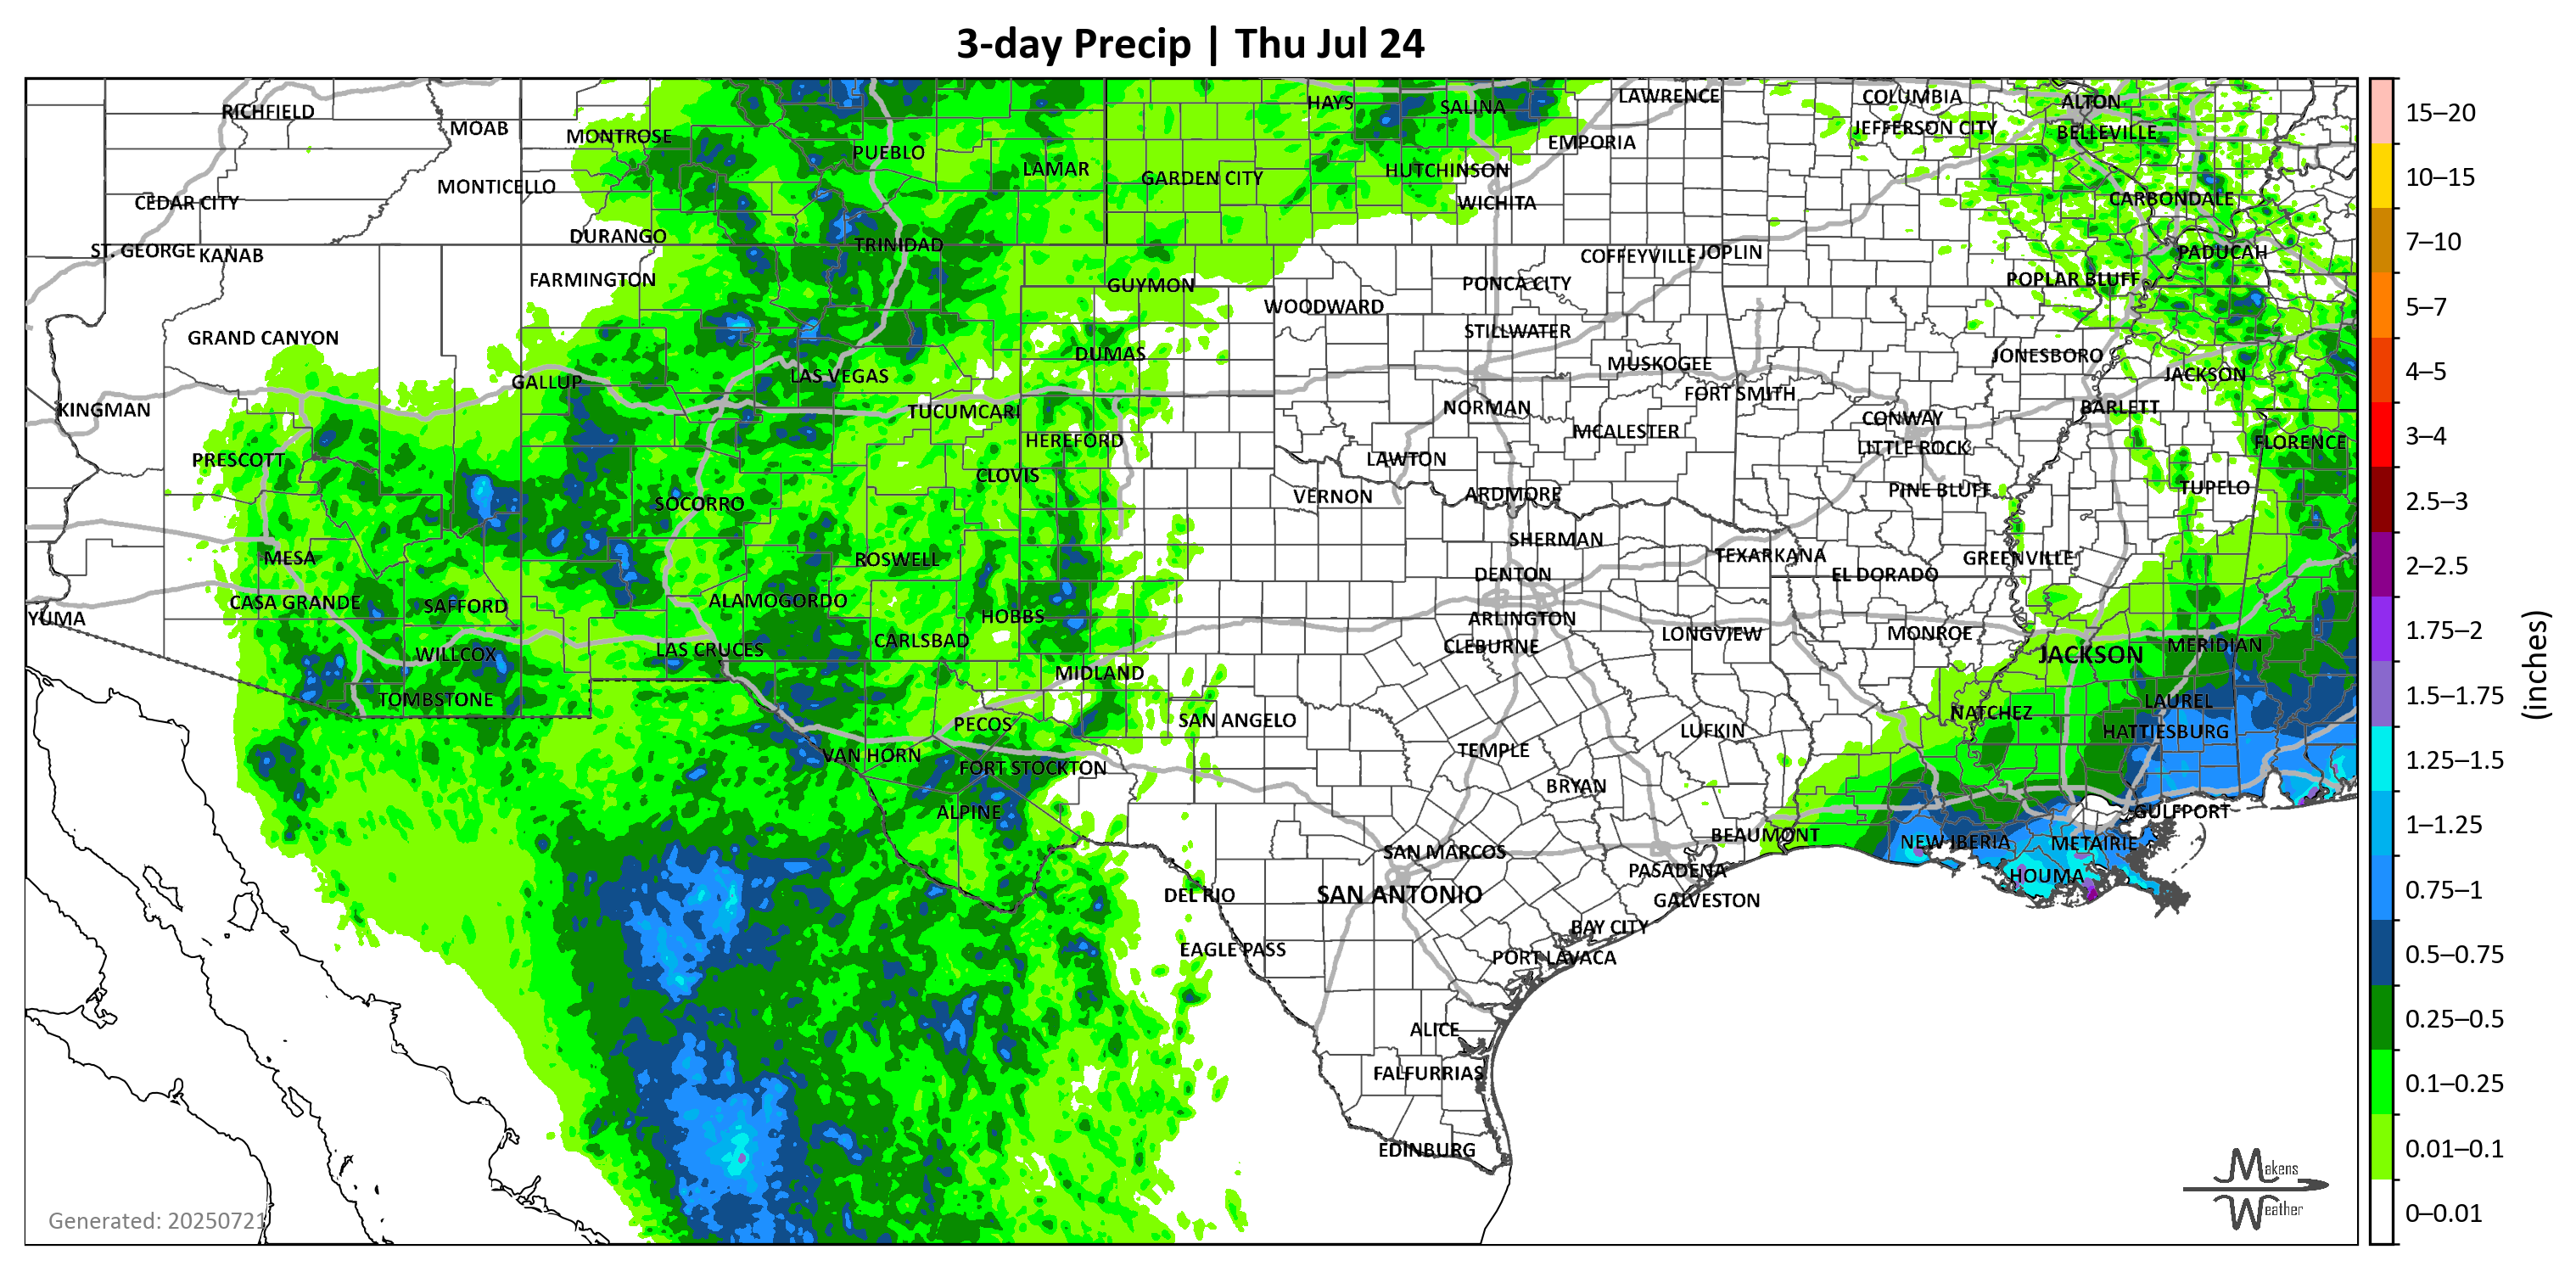 3-day Precip | Thu Jul 24
RICHFIELD
MOAB
MONTROSE
PUEBLO
LAMAR
HAYS
SALINA
LAWRENCE
COLUMBIA
ALTON
JEFFERSON CITY
BELLEVILLE
EMPORIA
HUTCHINSON
GARDEN CITY
MONTICELLO
CEDAR CITY
WICHITA
CARBONDALE
DURANGO
TRINIDAD
ST. GEORGE
KANAB
COFFEYVILLE
JOPLIN
PADUCAH
FARMINGTON
GUYMON
PONCA CITY
POPLAR BLUFF
WOODWARD
GRAND CANYON
STILLWATER
DUMAS
MUSKOGEE
JONESBORO
GALLUP
LAS VEGAS
JACKSON
KINGMAN
TUCUMCARI
NORMAN
FORT SMITH
CONWAY
BARLETT
HEREFORD
MCALESTER
LITTLE ROCK
FLORENCE
PRESCOTT
CLOVIS
LAWTON
SOCORRO
VERNON
ARDMORE
PINE BLUFF
TUPELO
MESA
ROSWELL
SHERMAN
TEXARKANA
GREENVILLE
DENTON
EL DORADO
CASA GRANDE
SAFFORD
ALAMOGORDO
HOBBS
ARLINGTON
YUMA
CARLSBAD
CLEBURNE
LONGVIEW
MONROE
WILLCOX
LAS CRUCES
JACKSON
MERIDIAN
TOMBSTONE
MIDLAND
LAUREL
PECOS
SAN ANGELO
NATCHEZ
HATTIESBURG
VAN HORN
FORT STOCKTON
TEMPLE
LUFKIN
ALPINE
BRYAN
GULFPORT
SAN MARCOS
BEAUMONT
NEW IBERIA
METAIRIE
DEL RIO
SAN ANTONIO
PASADENA
HOUMA
GALVESTON
EAGLE PASS
BAY CITY
PORT LAVACA
ALICE
FALFURRIAS
EDINBURG
Generated: 20250721
Makens
Weather
15–20
10–15
7–10
5–7
4–5
3–4
2.5–3
2–2.5
1.75–2
1.5–1.75
1.25–1.5
1–1.25
0.75–1
0.5–0.75
0.25–0.5
0.1–0.25
0.01–0.1
0–0.01
(inches)